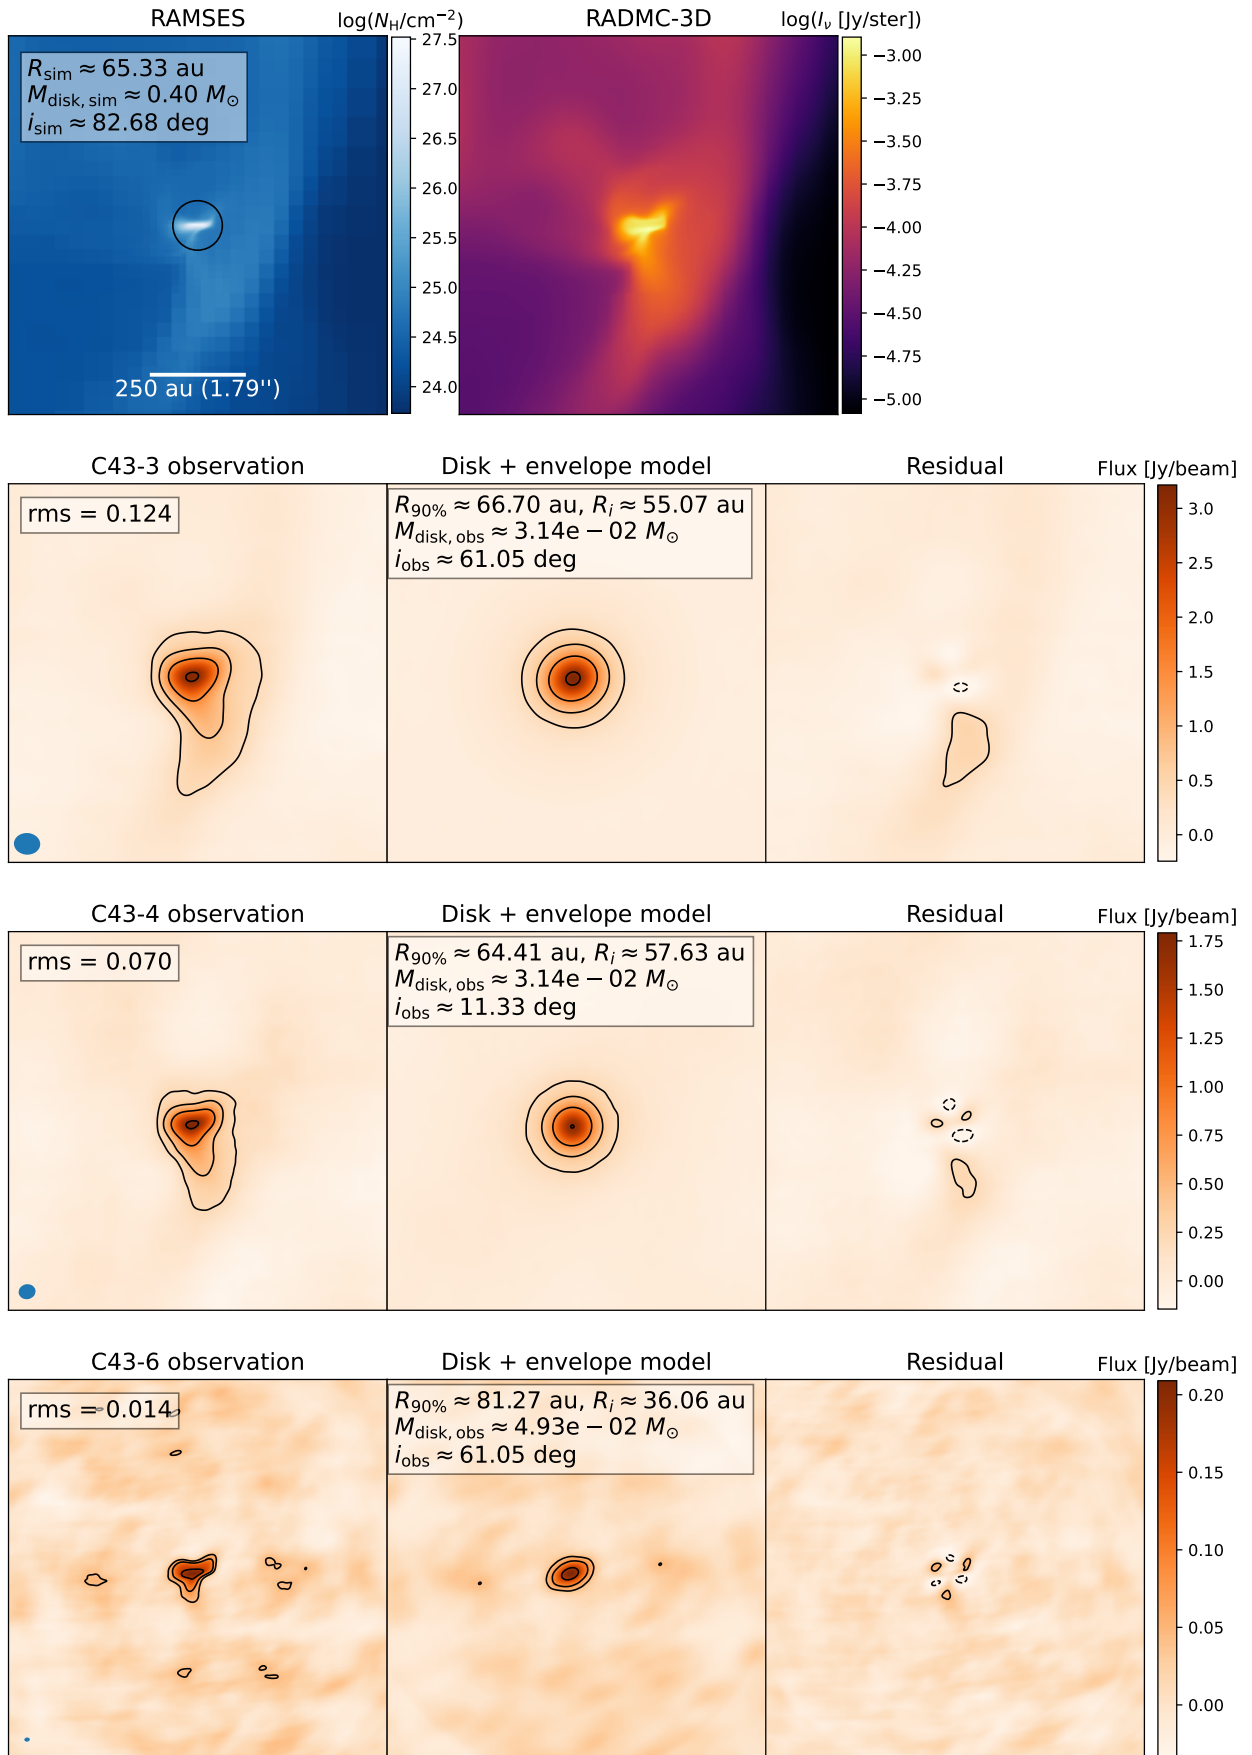 RAMSES
log(N_H/cm⁻²)
R_sim ≈ 65.33 au
M_disk, sim ≈ 0.40 M_⊙
i_sim ≈ 82.68 deg
250 au (1.79'')
27.5
27.0
26.5
26.0
25.5
25.0
24.5
24.0
RADMC-3D
log(I_ν [Jy/ster])
−3.00
−3.25
−3.50
−3.75
−4.00
−4.25
−4.50
−4.75
−5.00
C43-3 observation
Disk + envelope model
Residual
Flux [Jy/beam]
rms = 0.124
R_90% ≈ 66.70 au, R_i ≈ 55.07 au
M_disk, obs ≈ 3.14e − 02 M_⊙
i_obs ≈ 61.05 deg
3.0
2.5
2.0
1.5
1.0
0.5
0.0
C43-4 observation
Disk + envelope model
Residual
Flux [Jy/beam]
rms = 0.070
R_90% ≈ 64.41 au, R_i ≈ 57.63 au
M_disk, obs ≈ 3.14e − 02 M_⊙
i_obs ≈ 11.33 deg
1.75
1.50
1.25
1.00
0.75
0.50
0.25
0.00
C43-6 observation
Disk + envelope model
Residual
Flux [Jy/beam]
rms = 0.014
R_90% ≈ 81.27 au, R_i ≈ 36.06 au
M_disk, obs ≈ 4.93e − 02 M_⊙
i_obs ≈ 61.05 deg
0.20
0.15
0.10
0.05
0.00